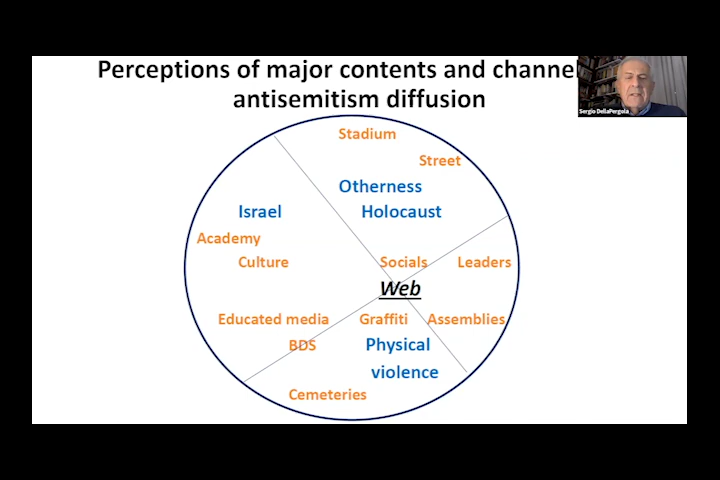 Perceptions of major contents and channel
antisemitism diffusion
Sergio DellaPergola
Stadium
Street
Otherness
Israel
Holocaust
Academy
Culture
Socials
Leaders
Web
Educated media
Graffiti
Assemblies
BDS
Physical
violence
Cemeteries